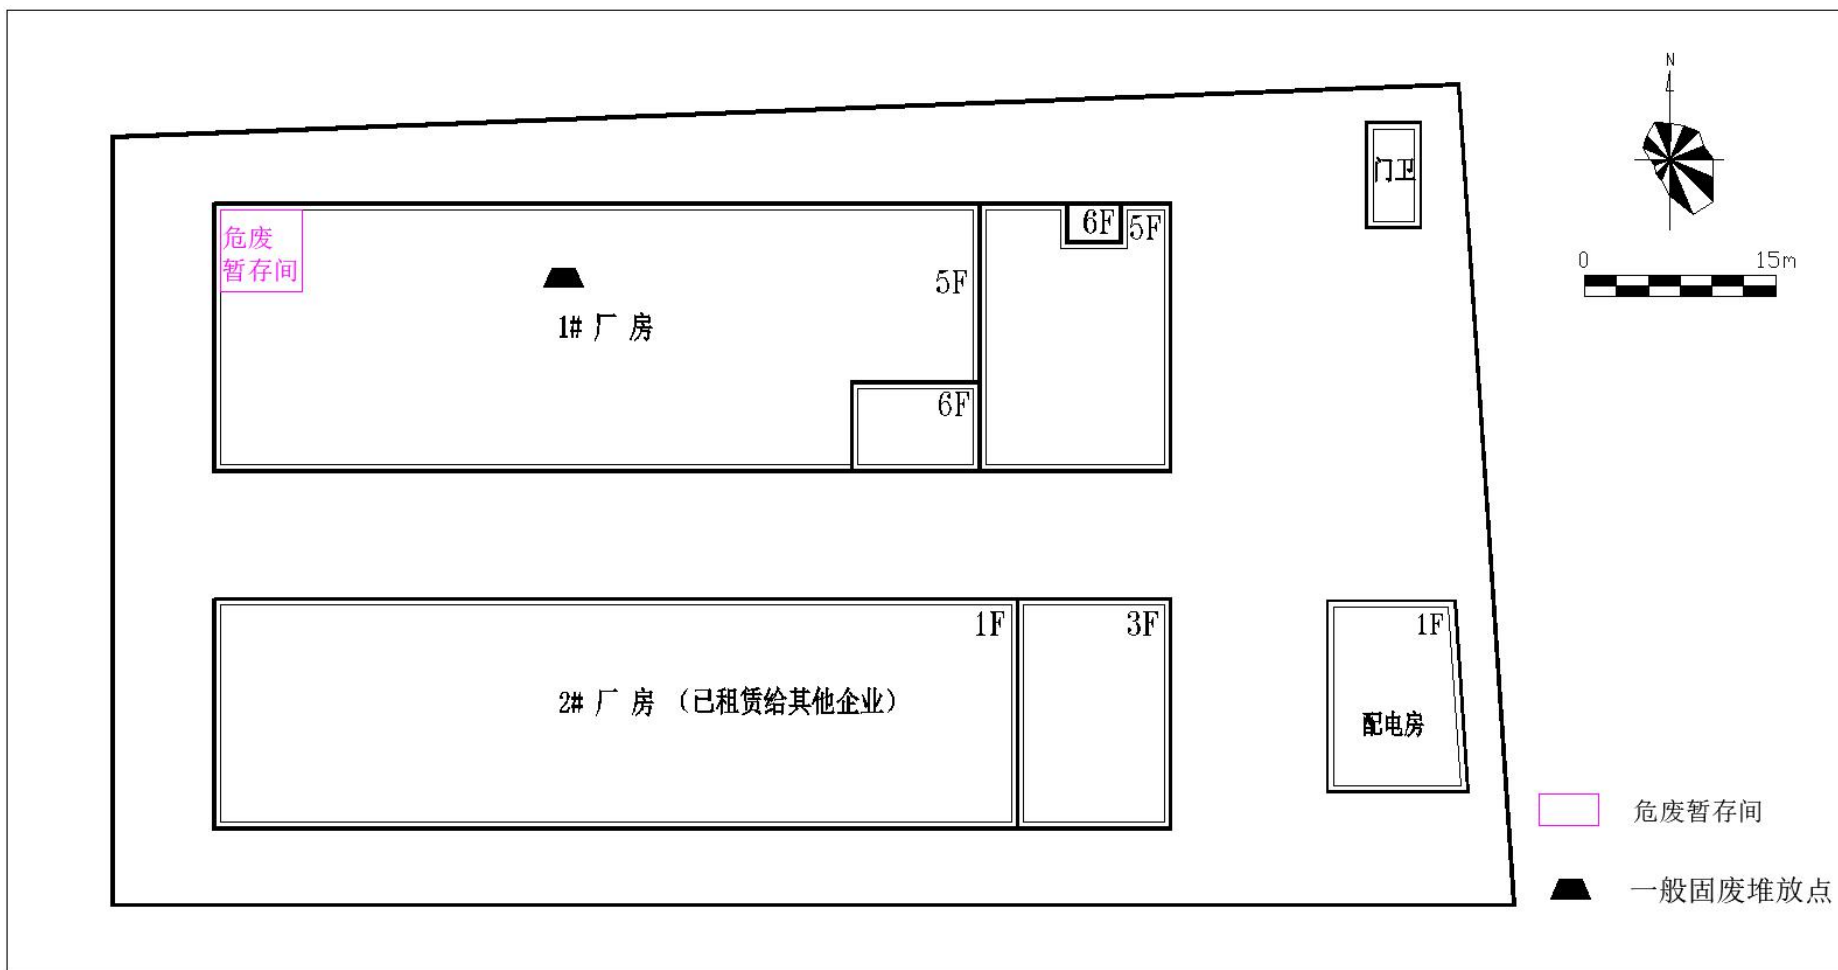 N
门卫
0 15m
危废
暂存间
6F
5F
5F
1# 厂 房
6F
1F
3F
2# 厂 房 （已租赁给其他企业）
1F
配电房
危废暂存间
一般固废堆放点